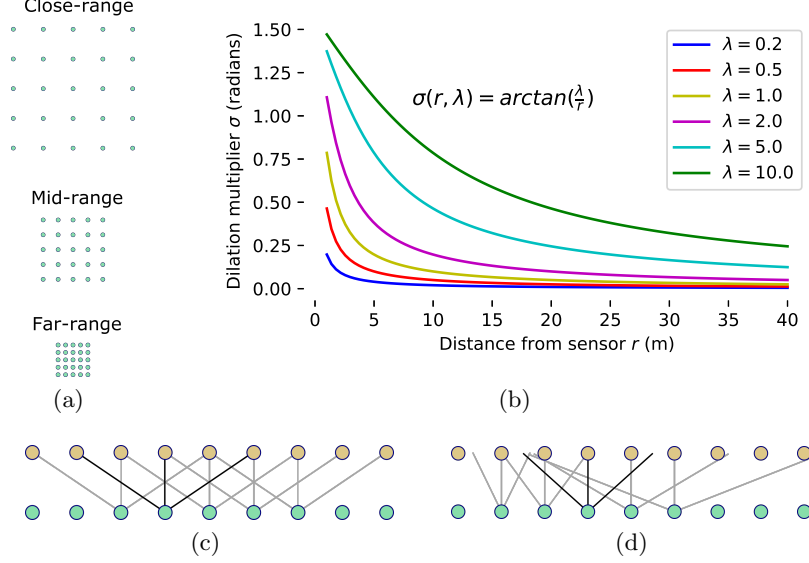 Close-range
Mid-range
Far-range
(a)
Dilation multiplier σ (radians)
1.50
1.25
1.00
0.75
0.50
0.25
0.00
σ(r, λ) = arctan(λ/r)
λ = 0.2
λ = 0.5
λ = 1.0
λ = 2.0
λ = 5.0
λ = 10.0
0 5 10 15 20 25 30 35 40
Distance from sensor r (m)
(b)
(c)
(d)